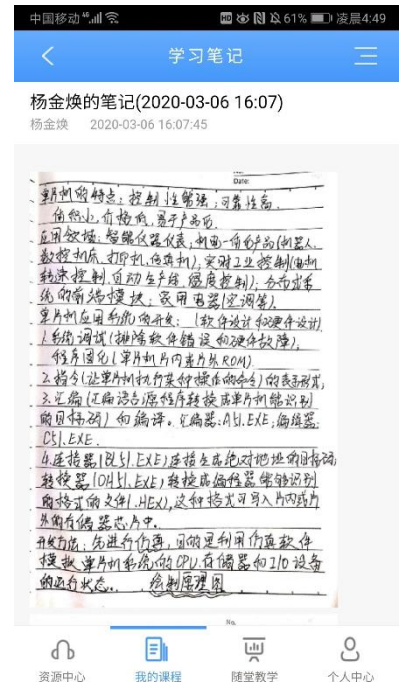 中国移动 61% 凌晨4:49
学习笔记
杨金焕的笔记(2020-03-06 16:07)
杨金焕 2020-03-06 16:07:45
Date:
单片机的特点：控制性能强，可靠性高
体积小，价格低，易于产品化
应用领域：智能仪器仪表，机电一体化产品(机器人、
数控机床、打印机、复印机)，实时工业控制(电机
转速控制，自动生产线，温度控制)，分布式系
统的前端模块，家用电器(空调等)
单片机应用系统的开发：(软件设计和硬件设计)
1.系统调试(排除软件错误和硬件故障)，
程序固化(单片机片内或片外ROM)
2.指令(让单片机执行某种操作的命令)的表示形式，
3.汇编(汇编语言源程序转换成单片机能识别
的目标码)和编译。汇编器:A51.EXE,编译器:
C51.EXE.
4.连接器(BL51.EXE)连接生成绝对地址的目标码，
转换器(OH51.EXE)转换成编程器能够识别
的格式的文件(.HEX)，这种格式可写入片内或片
外的存储器芯片中。
开发方法：先进行仿真，目的是利用仿真软件
模拟单片机系统的CPU、存储器和I/O设备
的运行状态。 绘制原理图
No.
资源中心 我的课程 随堂教学 个人中心